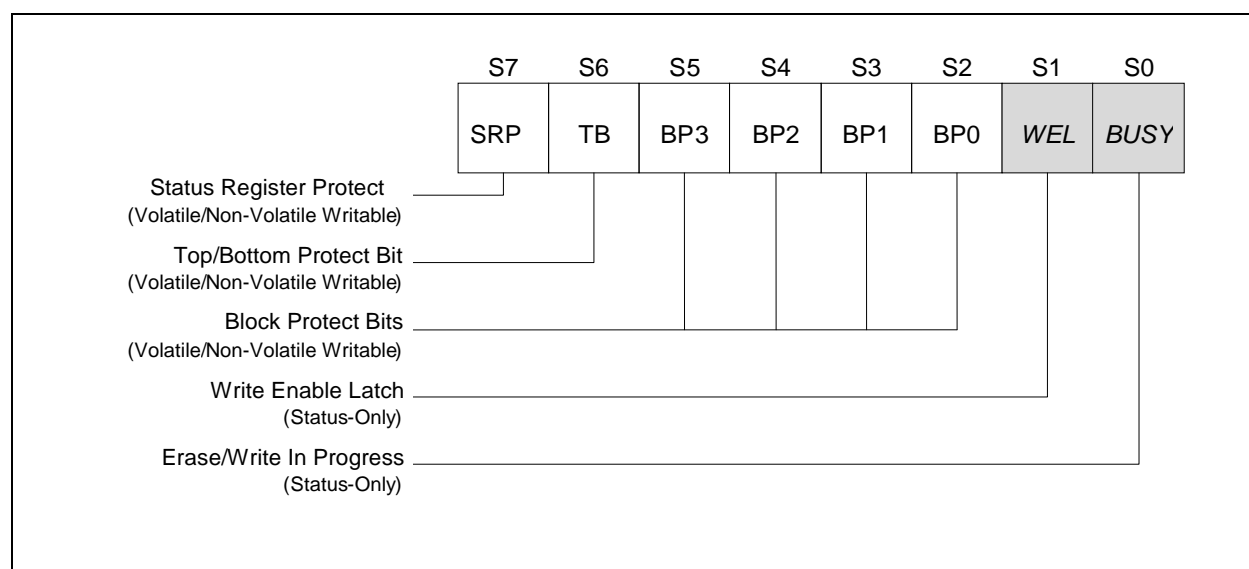 S7 S6 S5 S4 S3 S2 S1 S0
SRP TB BP3 BP2 BP1 BP0 WEL BUSY
Status Register Protect
(Volatile/Non-Volatile Writable)
Top/Bottom Protect Bit
(Volatile/Non-Volatile Writable)
Block Protect Bits
(Volatile/Non-Volatile Writable)
Write Enable Latch
(Status-Only)
Erase/Write In Progress
(Status-Only)